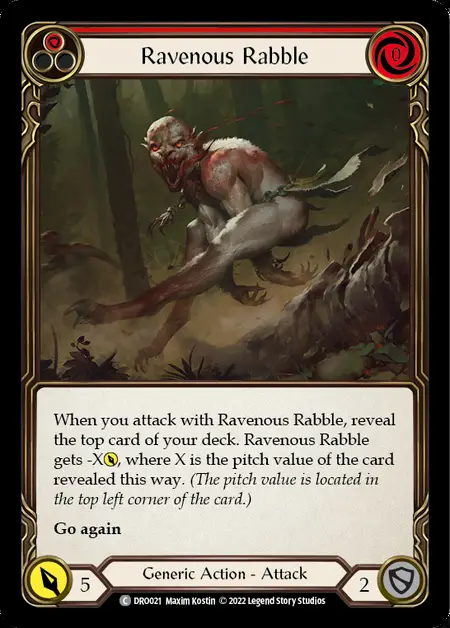 Ravenous Rabble
0
When you attack with Ravenous Rabble, reveal
the top card of your deck. Ravenous Rabble
gets -X, where X is the pitch value of the card
revealed this way. (The pitch value is located in
the top left corner of the card.)
Go again
5
Generic Action - Attack
2
C DRO021 Maxim Kostin © 2022 Legend Story Studios